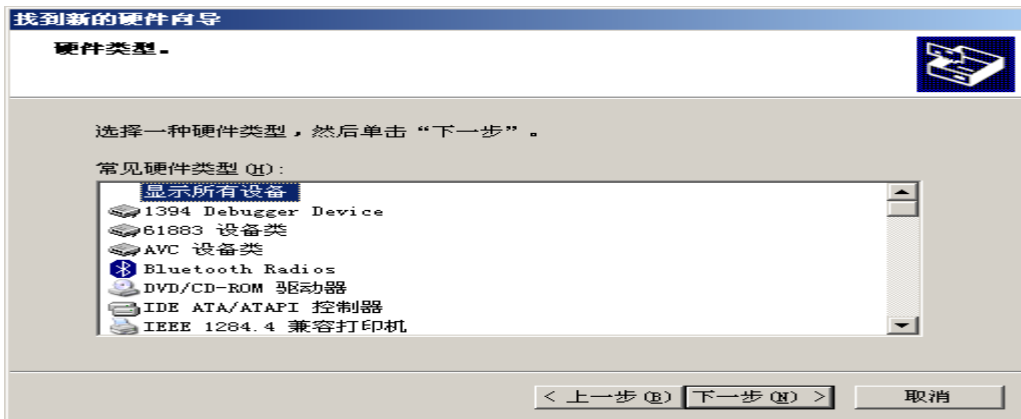 找到新的硬件向导
硬件类型。
选择一种硬件类型，然后单击“下一步”。
常见硬件类型(H):
显示所有设备
1394 Debugger Device
61883 设备类
AVC 设备类
Bluetooth Radios
DVD/CD-ROM 驱动器
IDE ATA/ATAPI 控制器
IEEE 1284.4 兼容打印机
< 上一步(B) 下一步(N) > 取消